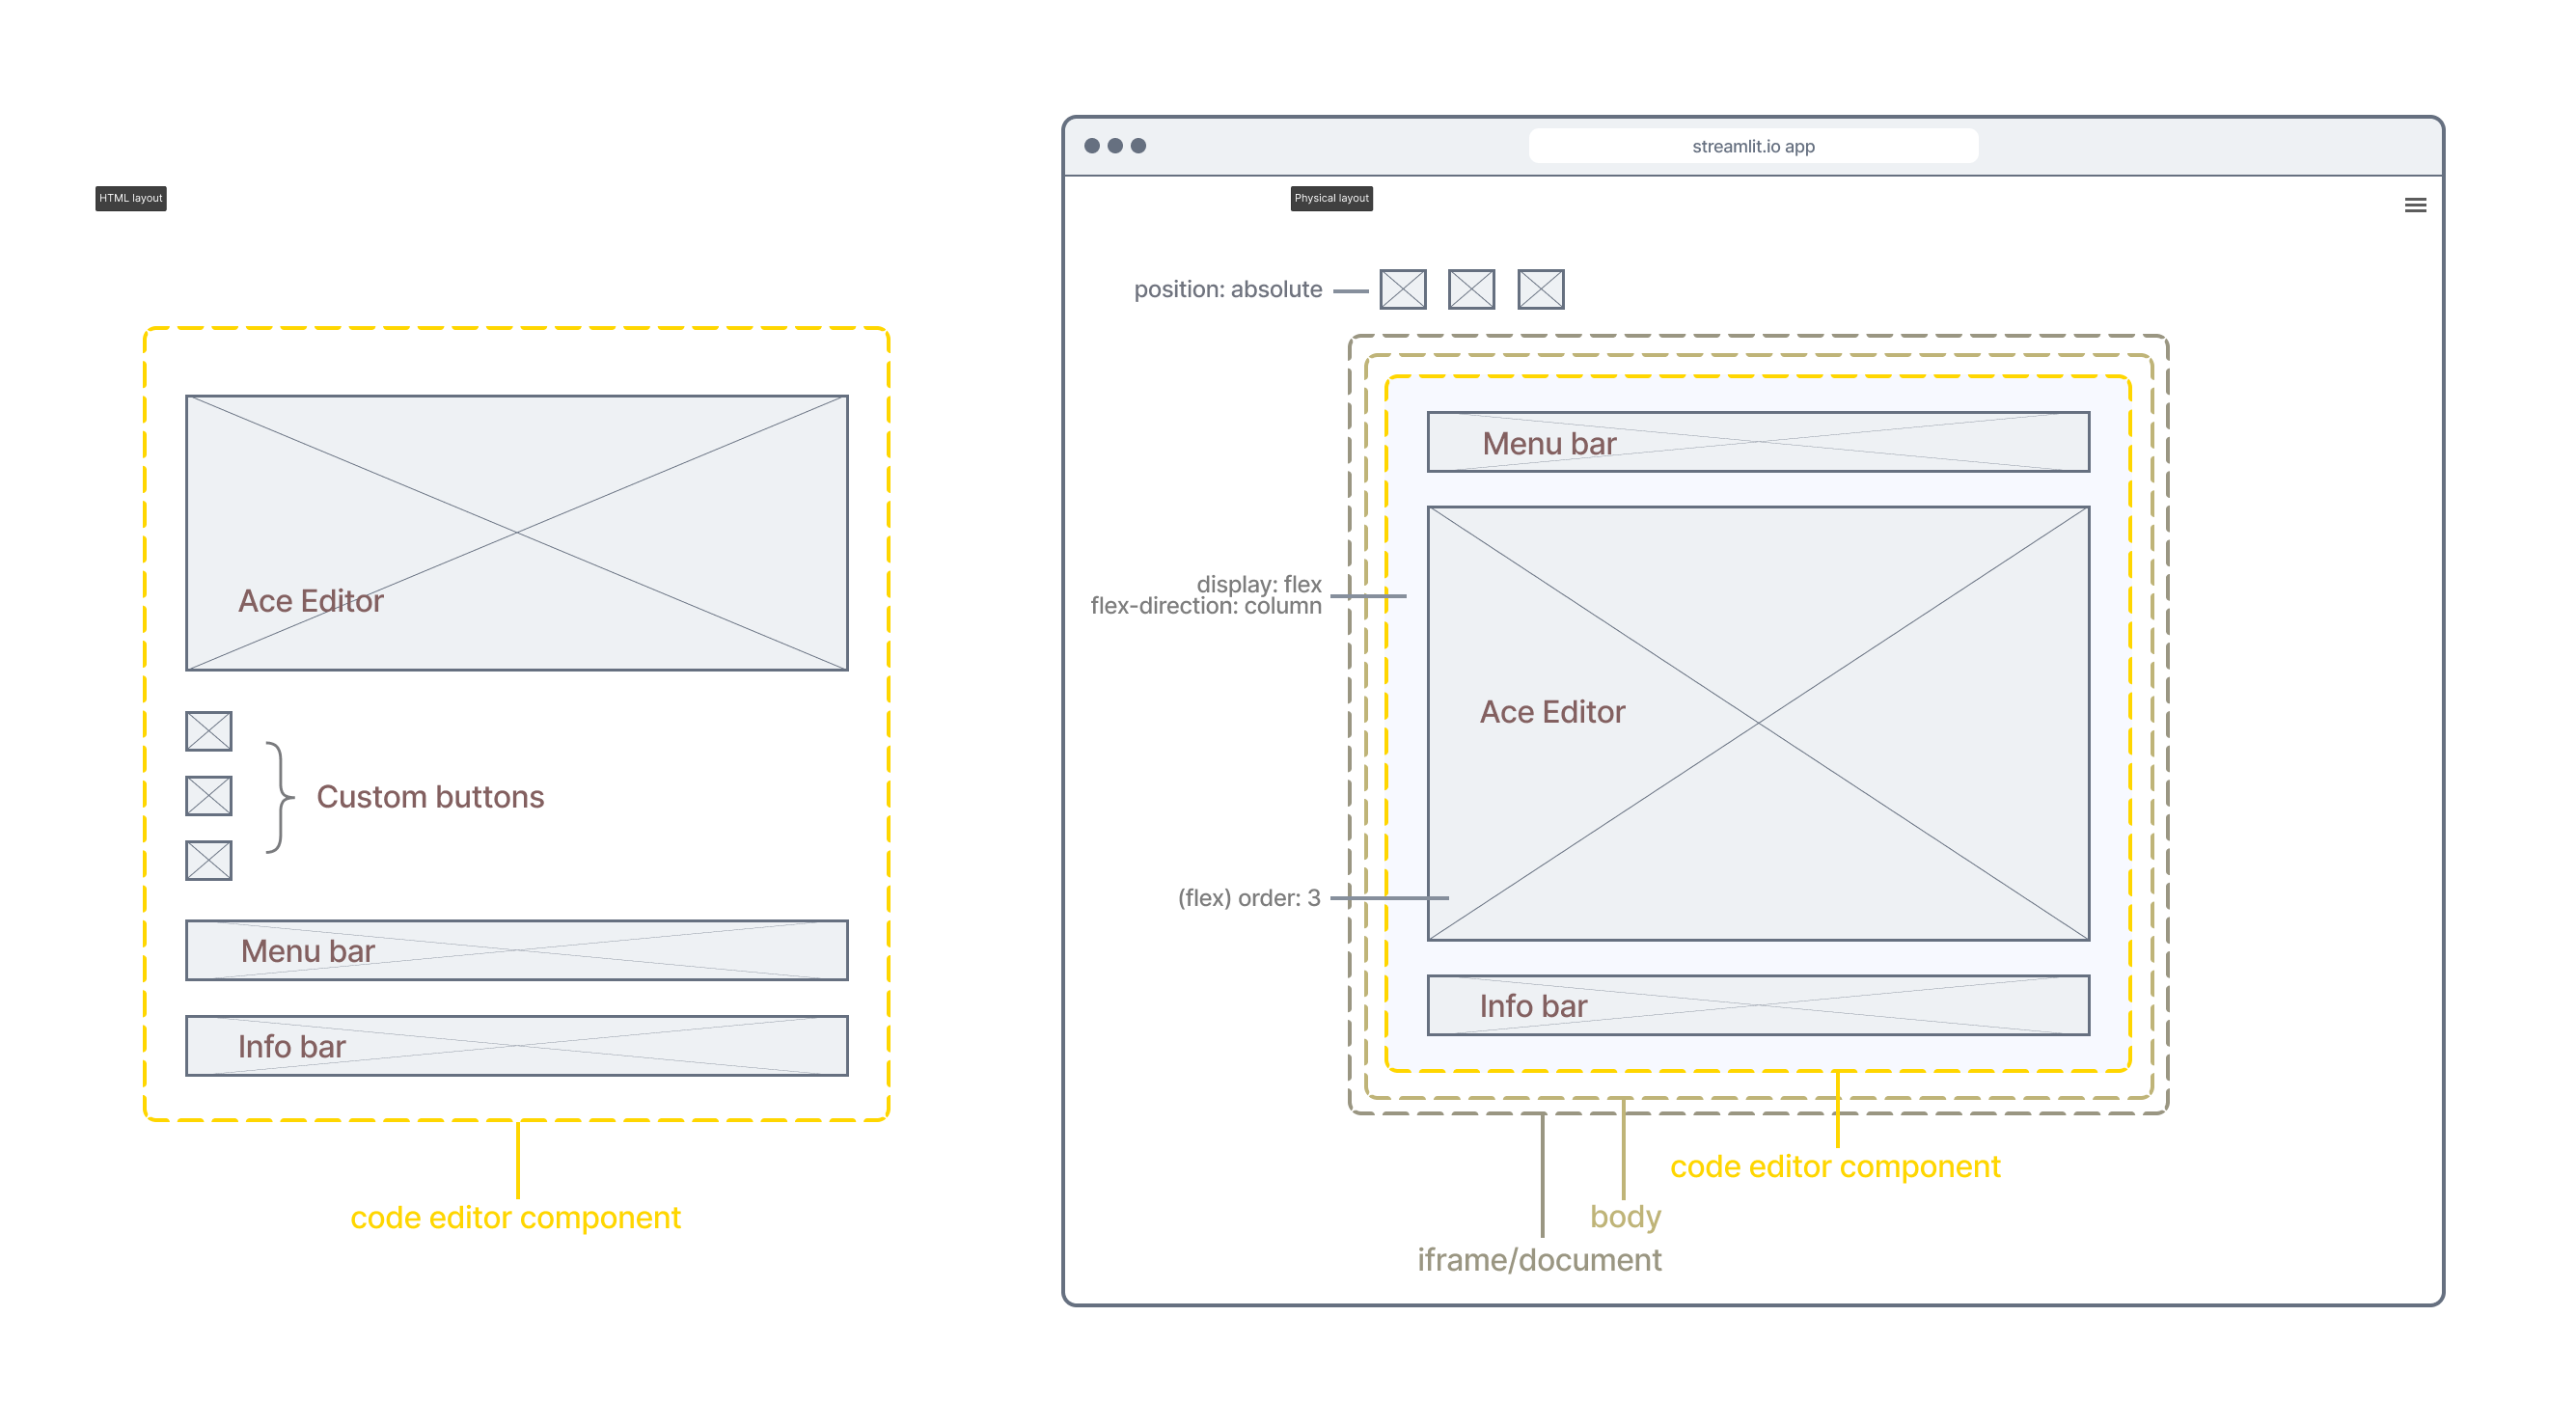 HTML layout
Ace Editor
Custom buttons
Menu bar
Info bar
code editor component
streamlit.io app
Physical layout
position: absolute
Menu bar
display: flex
flex-direction: column
Ace Editor
(flex) order: 3
Info bar
code editor component
body
iframe/document